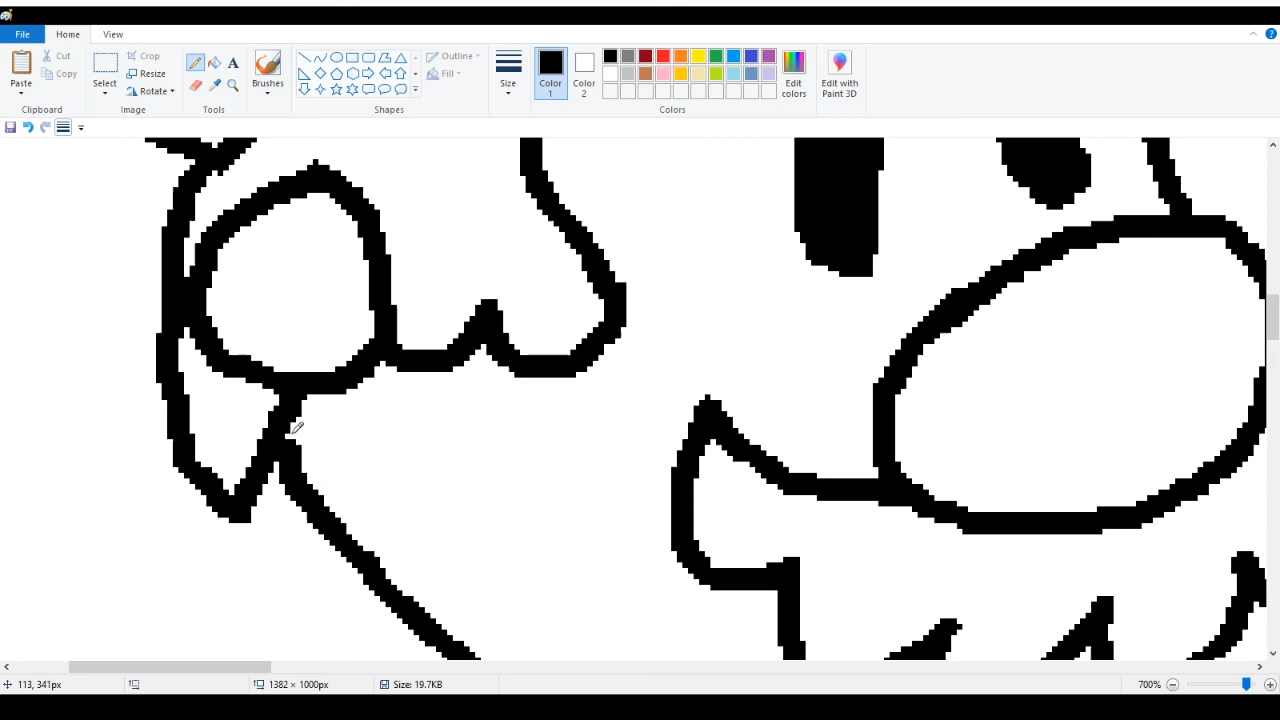 File Home View
Paste
Cut
Copy
Clipboard
Select
Crop
Resize
Rotate
Image
A
Tools
Brushes
Outline
Fill
Shapes
Size
Color 1
Color 2
Edit colors
Colors
Edit with Paint 3D
113, 341px
1382 × 1000px
Size: 19.7KB
700%